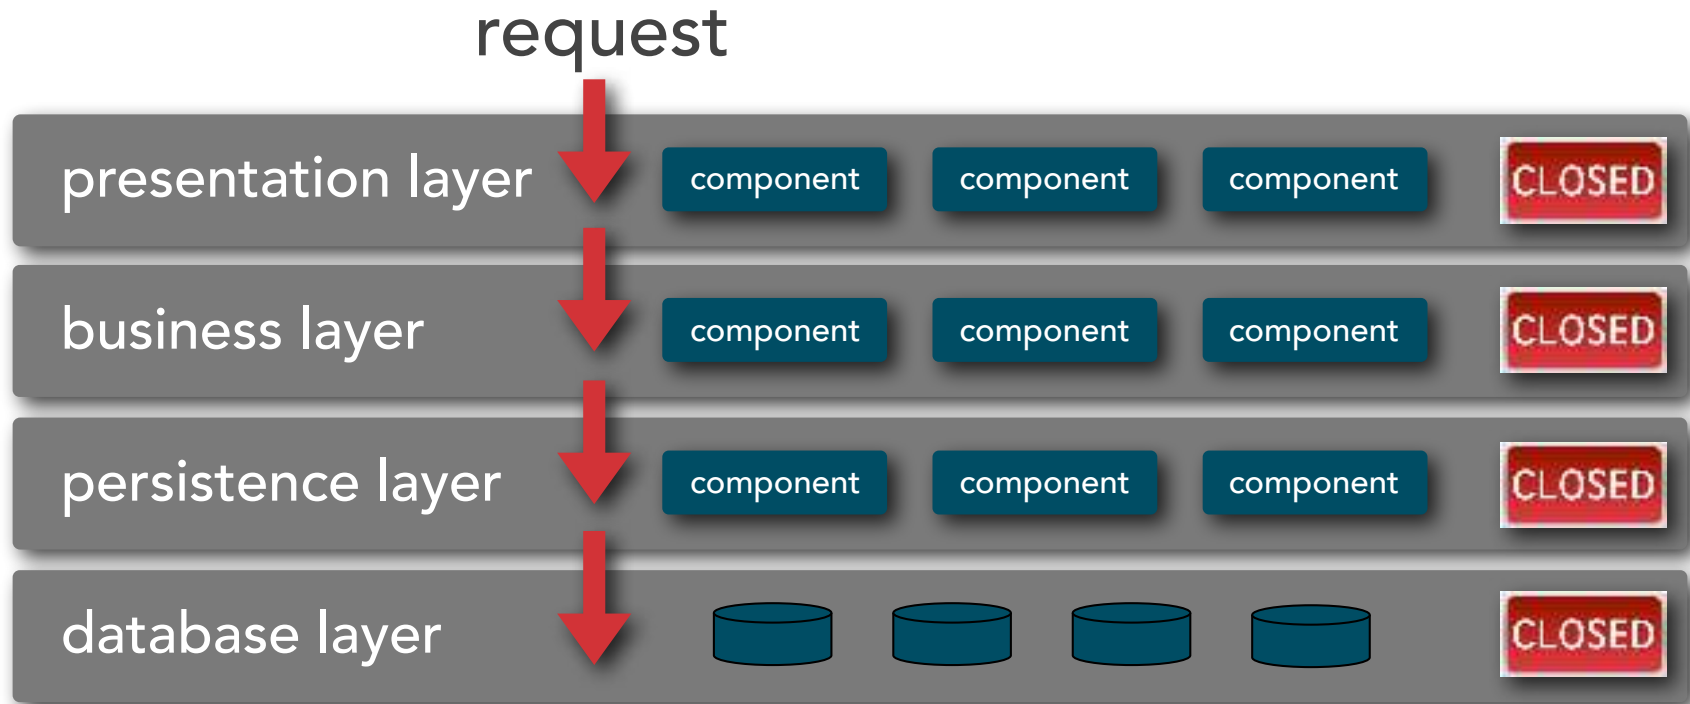 request
presentation layer component component component CLOSED
business layer component component component CLOSED
persistence layer component component component CLOSED
database layer CLOSED